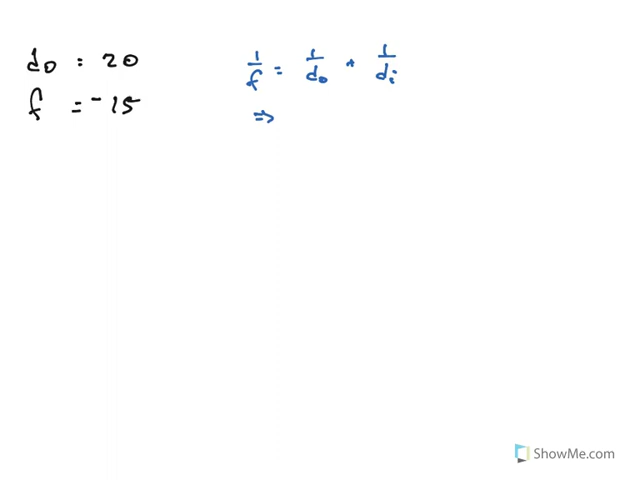 do : 20
f = -15
1/f = 1/do + 1/di
⇒
ShowMe.com